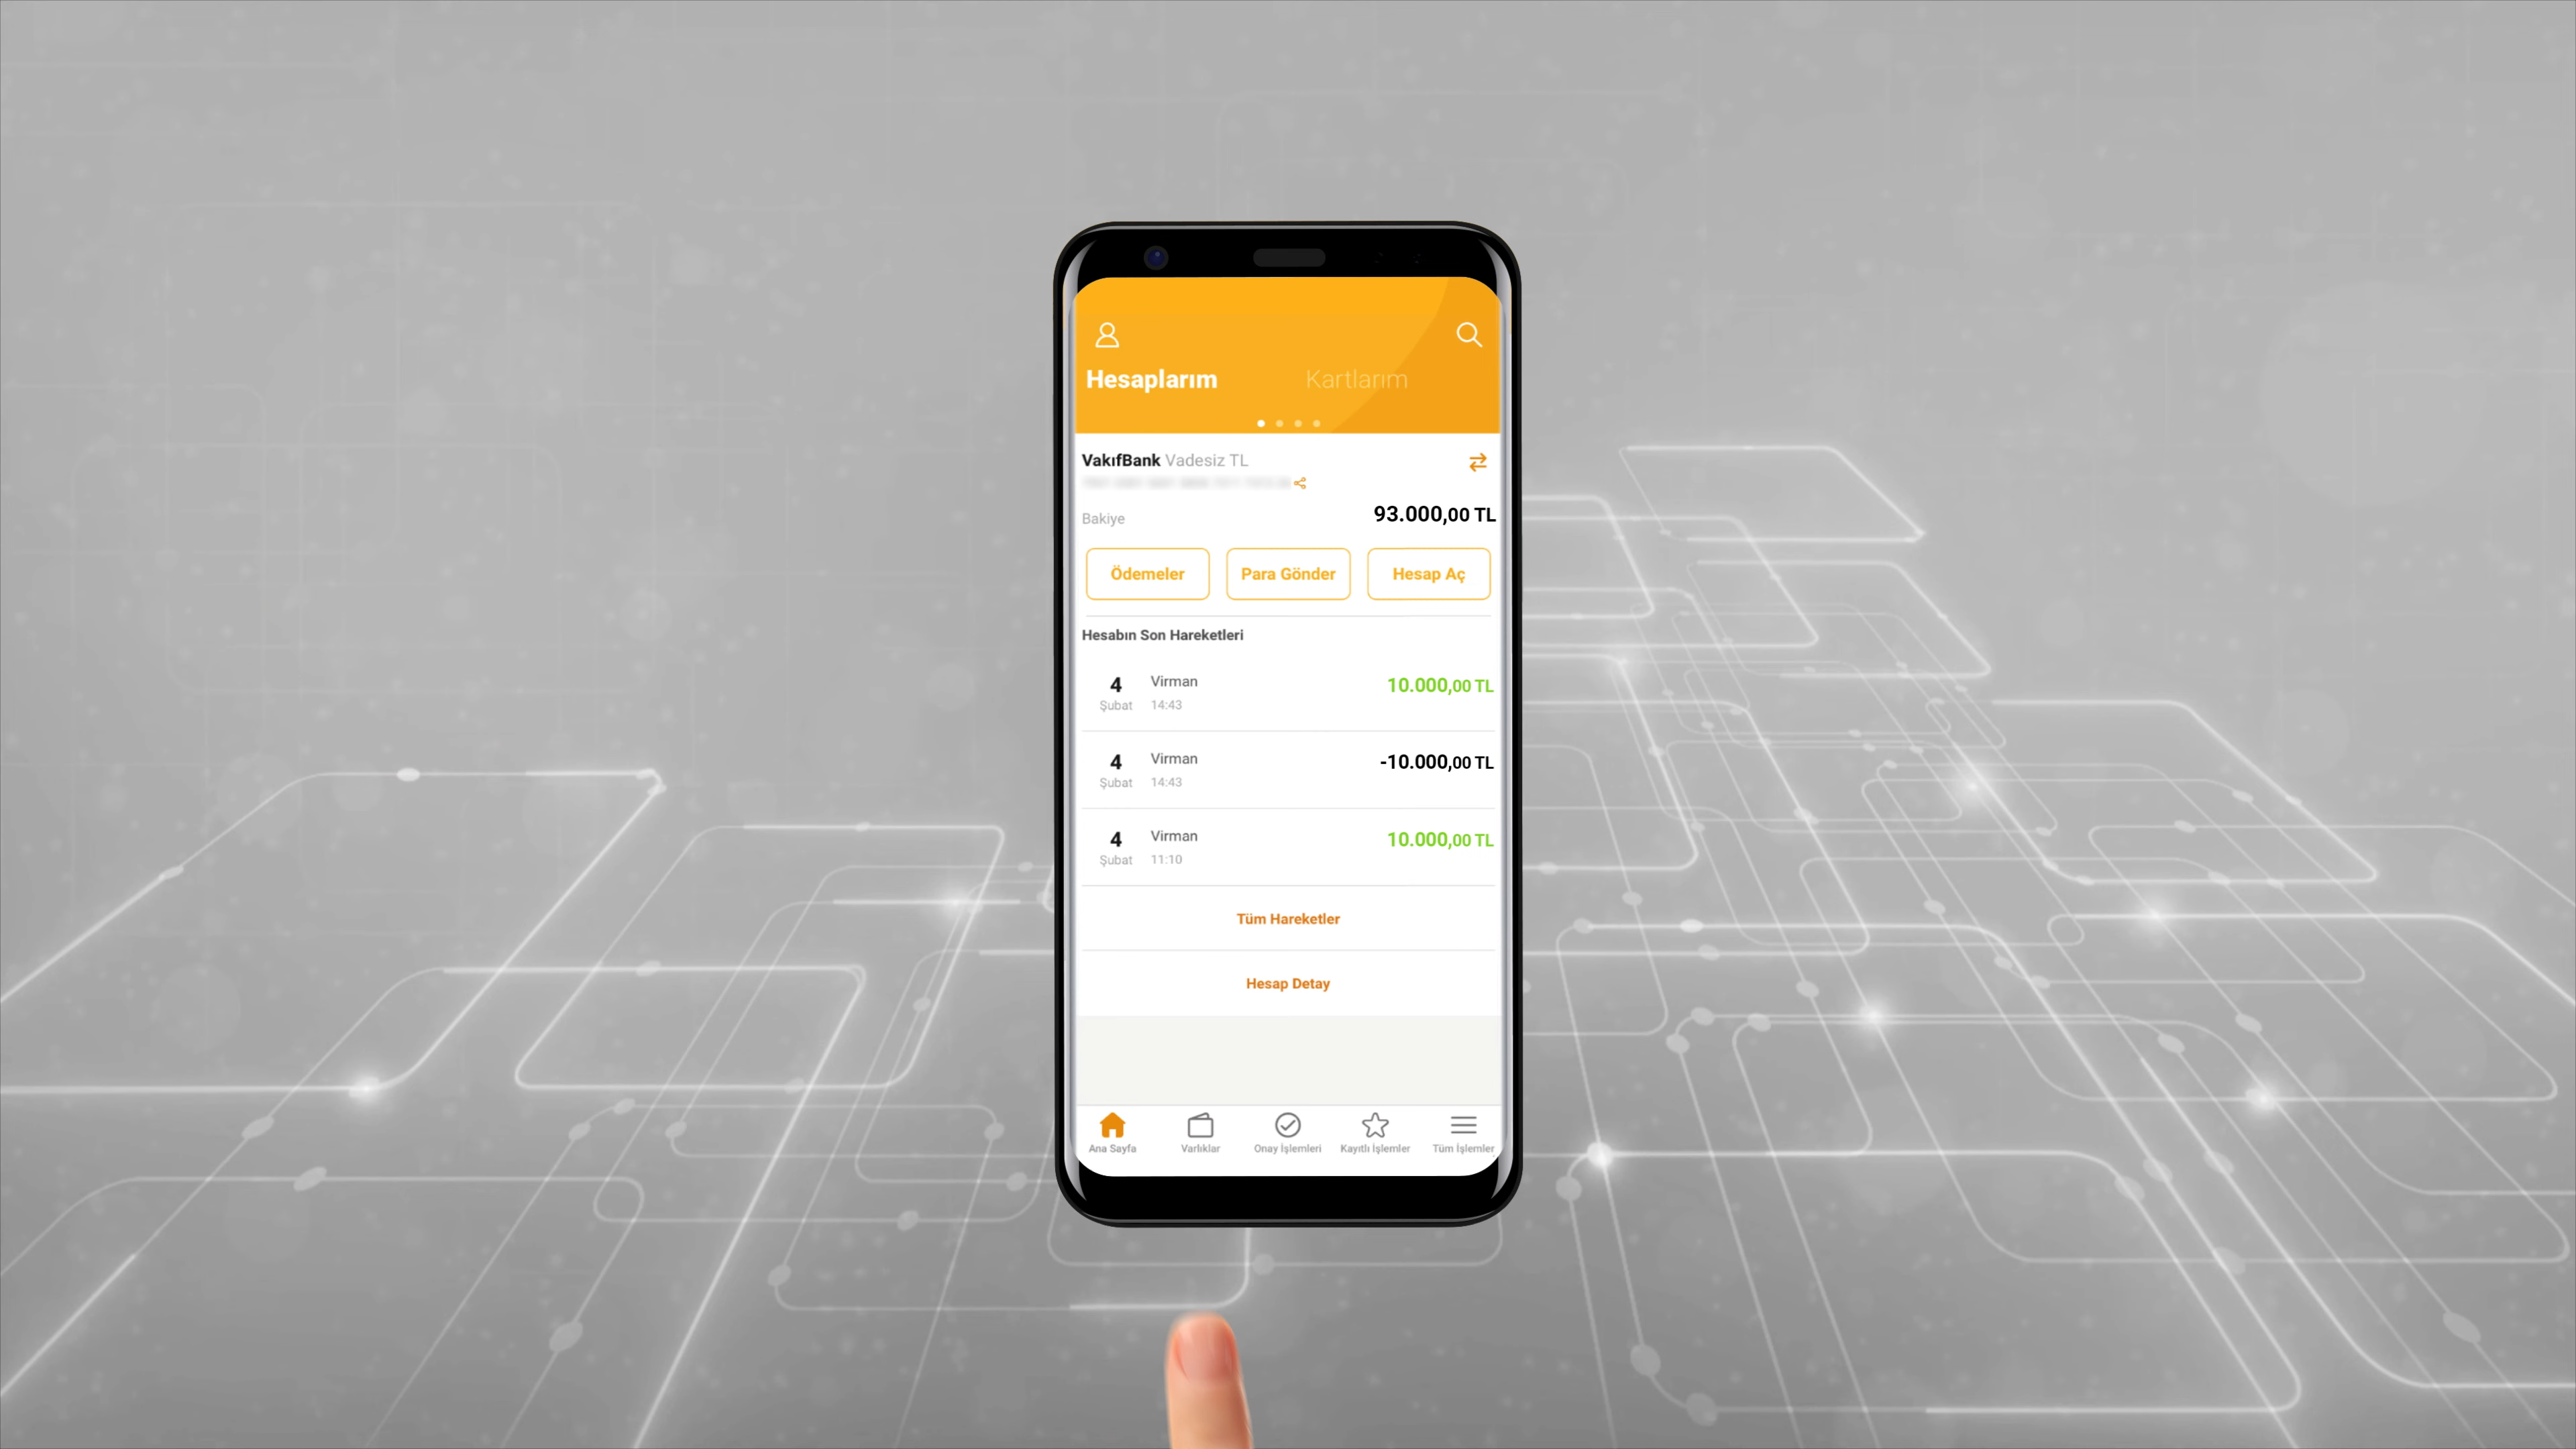 Hesaplarım Kartlarım
VakıfBank Vadesiz TL
Bakiye 93.000,00 TL
Ödemeler Para Gönder Hesap Aç
Hesabın Son Hareketleri
4 Virman 10.000,00 TL
Şubat 14:43
4 Virman -10.000,00 TL
Şubat 14:43
4 Virman 10.000,00 TL
Şubat 11:10
Tüm Hareketler
Hesap Detay
Ana Sayfa Varlıklar Onay İşlemleri Kayıtlı İşlemler Tüm İşlemler